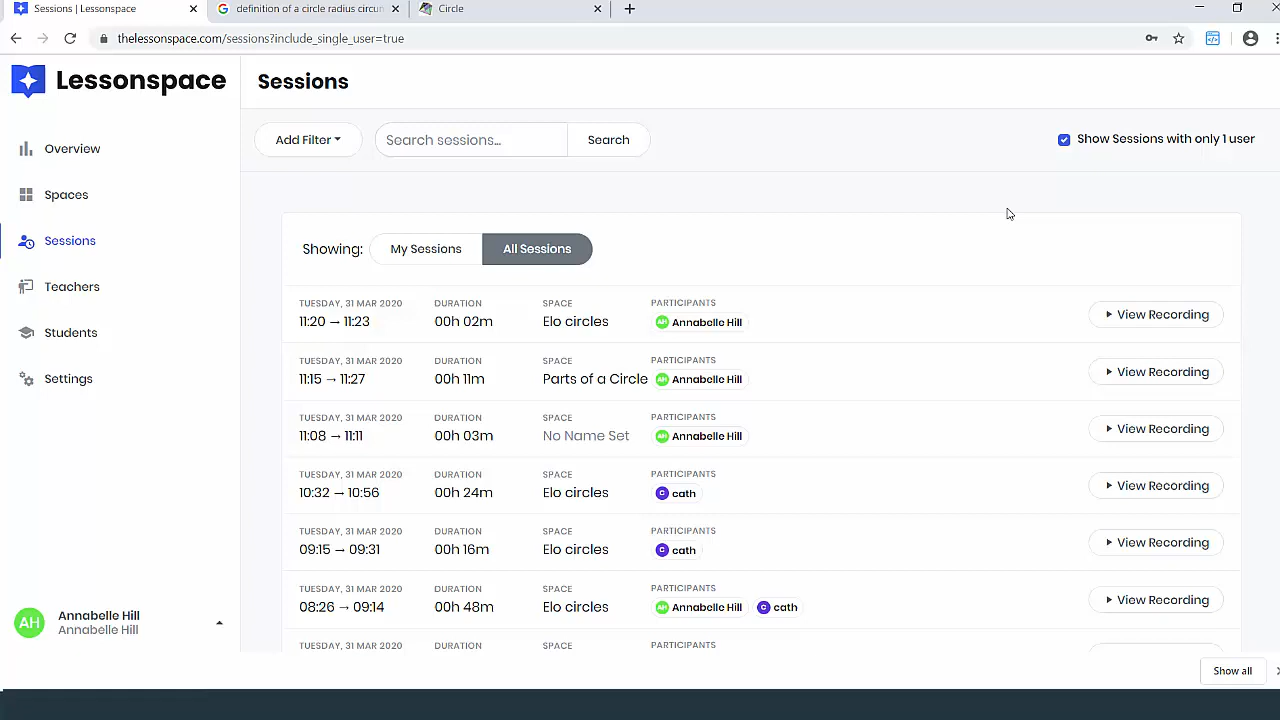 Sessions | Lessonspace
definition of a circle radius circun
Circle
thelessonspace.com/sessions?include_single_user=true
Lessonspace
Sessions
Add Filter
Search sessions...
Search
Show Sessions with only 1 user
Overview
Spaces
Sessions
Teachers
Students
Settings
Showing:
My Sessions
All Sessions
TUESDAY, 31 MAR 2020 DURATION SPACE PARTICIPANTS
11:20 → 11:23 00h 02m Elo circles AH Annabelle Hill View Recording
TUESDAY, 31 MAR 2020 DURATION SPACE PARTICIPANTS
11:15 → 11:27 00h 11m Parts of a Circle AH Annabelle Hill View Recording
TUESDAY, 31 MAR 2020 DURATION SPACE PARTICIPANTS
11:08 → 11:11 00h 03m No Name Set AH Annabelle Hill View Recording
TUESDAY, 31 MAR 2020 DURATION SPACE PARTICIPANTS
10:32 → 10:56 00h 24m Elo circles C cath View Recording
TUESDAY, 31 MAR 2020 DURATION SPACE PARTICIPANTS
09:15 → 09:31 00h 16m Elo circles C cath View Recording
TUESDAY, 31 MAR 2020 DURATION SPACE PARTICIPANTS
08:26 → 09:14 00h 48m Elo circles AH Annabelle Hill C cath View Recording
TUESDAY, 31 MAR 2020 DURATION SPACE PARTICIPANTS
AH Annabelle Hill
Annabelle Hill
Show all